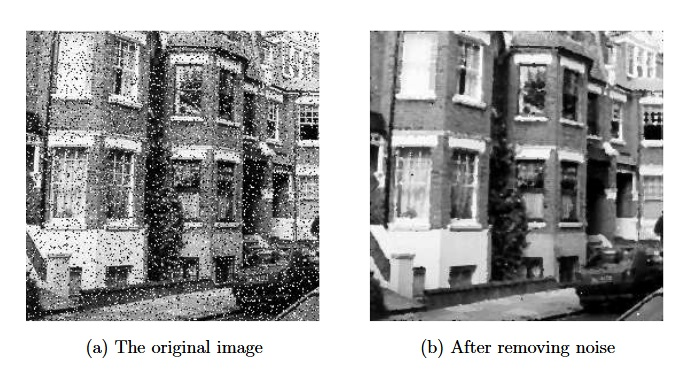 (a) The original image
(b) After removing noise